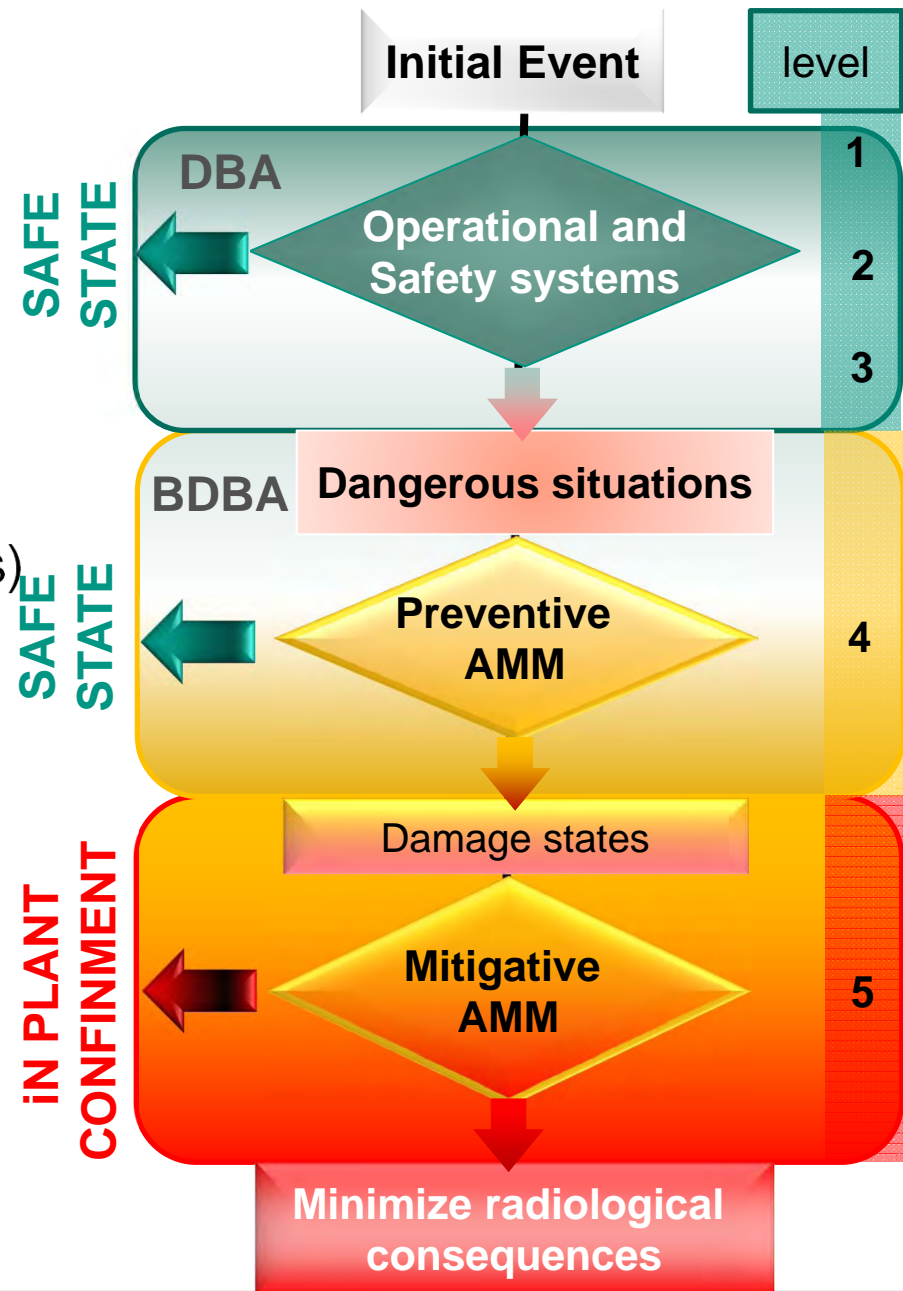 Initial Event
level
DBA
1
Operational and
Safety systems
2
3
SAFE
STATE
Dangerous situations
BDBA
s)
Preventive
AMM
4
SAFE
STATE
Damage states
Mitigative
AMM
5
iN PLANT
CONFINMENT
Minimize radiological
consequences